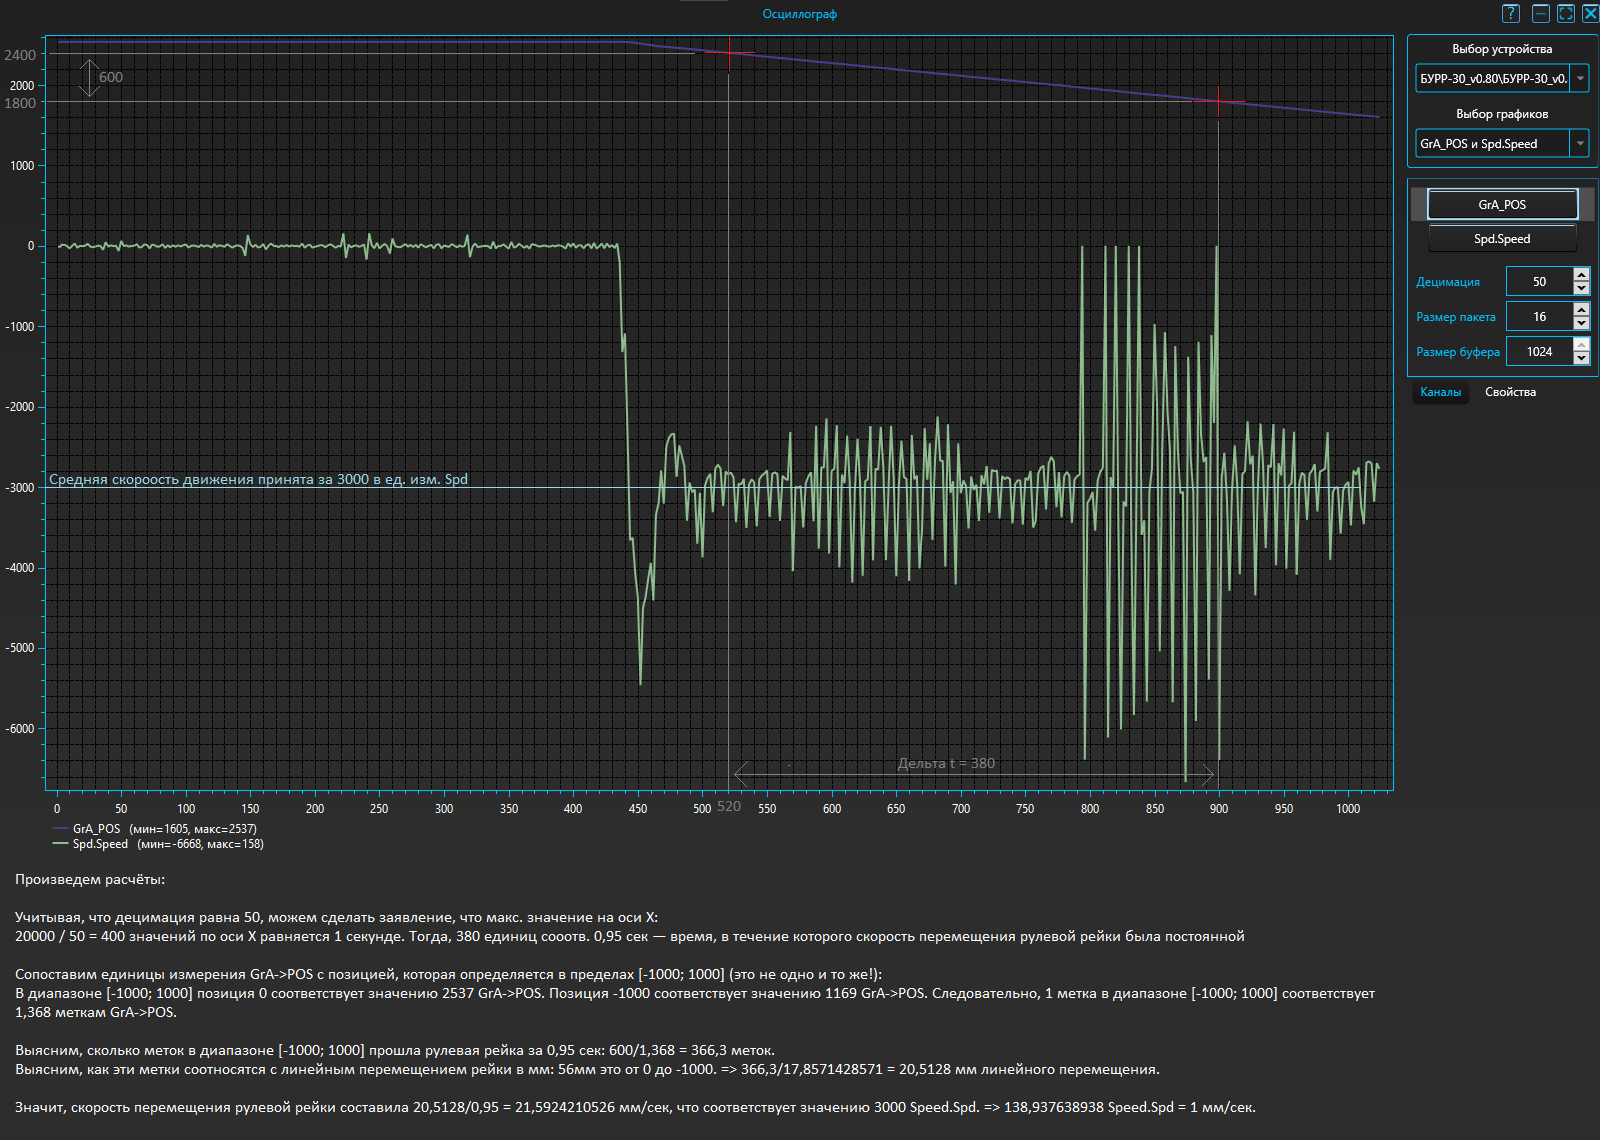 Осциллограф
?
Выбор устройства
БУРР-30_v0.80\БУРР-30_v0.
Выбор графиков
GrA_POS и Spd.Speed
GrA_POS
Spd.Speed
Децимация 50
Размер пакета 16
Размер буфера 1024
Каналы Свойства
2400
600
2000
1800
1000
0
-1000
-2000
Средняя скороость движения принята за 3000 в ед. изм. Spd
-3000
-4000
-5000
-6000
Дельта t = 380
0 50 100 150 200 250 300 350 400 450 500 520 550 600 650 700 750 800 850 900 950 1000
GrA_POS (мин=1605, макс=2537)
Spd.Speed (мин=-6668, макс=158)
Произведем расчёты:
Учитывая, что децимация равна 50, можем сделать заявление, что макс. значение на оси X:
20000 / 50 = 400 значений по оси X равняется 1 секунде. Тогда, 380 единиц сооотв. 0,95 сек — время, в течение которого скорость перемещения рулевой рейки была постоянной
Сопоставим единицы измерения GrA->POS с позицией, которая определяется в пределах [-1000; 1000] (это не одно и то же!):
В диапазоне [-1000; 1000] позиция 0 соответствует значению 2537 GrA->POS. Позиция -1000 соответствует значению 1169 GrA->POS. Следовательно, 1 метка в диапазоне [-1000; 1000] соответствует
1,368 меткам GrA->POS.
Выясним, сколько меток в диапазоне [-1000; 1000] прошла рулевая рейка за 0,95 сек: 600/1,368 = 366,3 меток.
Выясним, как эти метки соотносятся с линейным перемещением рейки в мм: 56мм это от 0 до -1000. => 366,3/17,8571428571 = 20,5128 мм линейного перемещения.
Значит, скорость перемещения рулевой рейки составила 20,5128/0,95 = 21,5924210526 мм/сек, что соответствует значению 3000 Speed.Spd. => 138,937638938 Speed.Spd = 1 мм/сек.